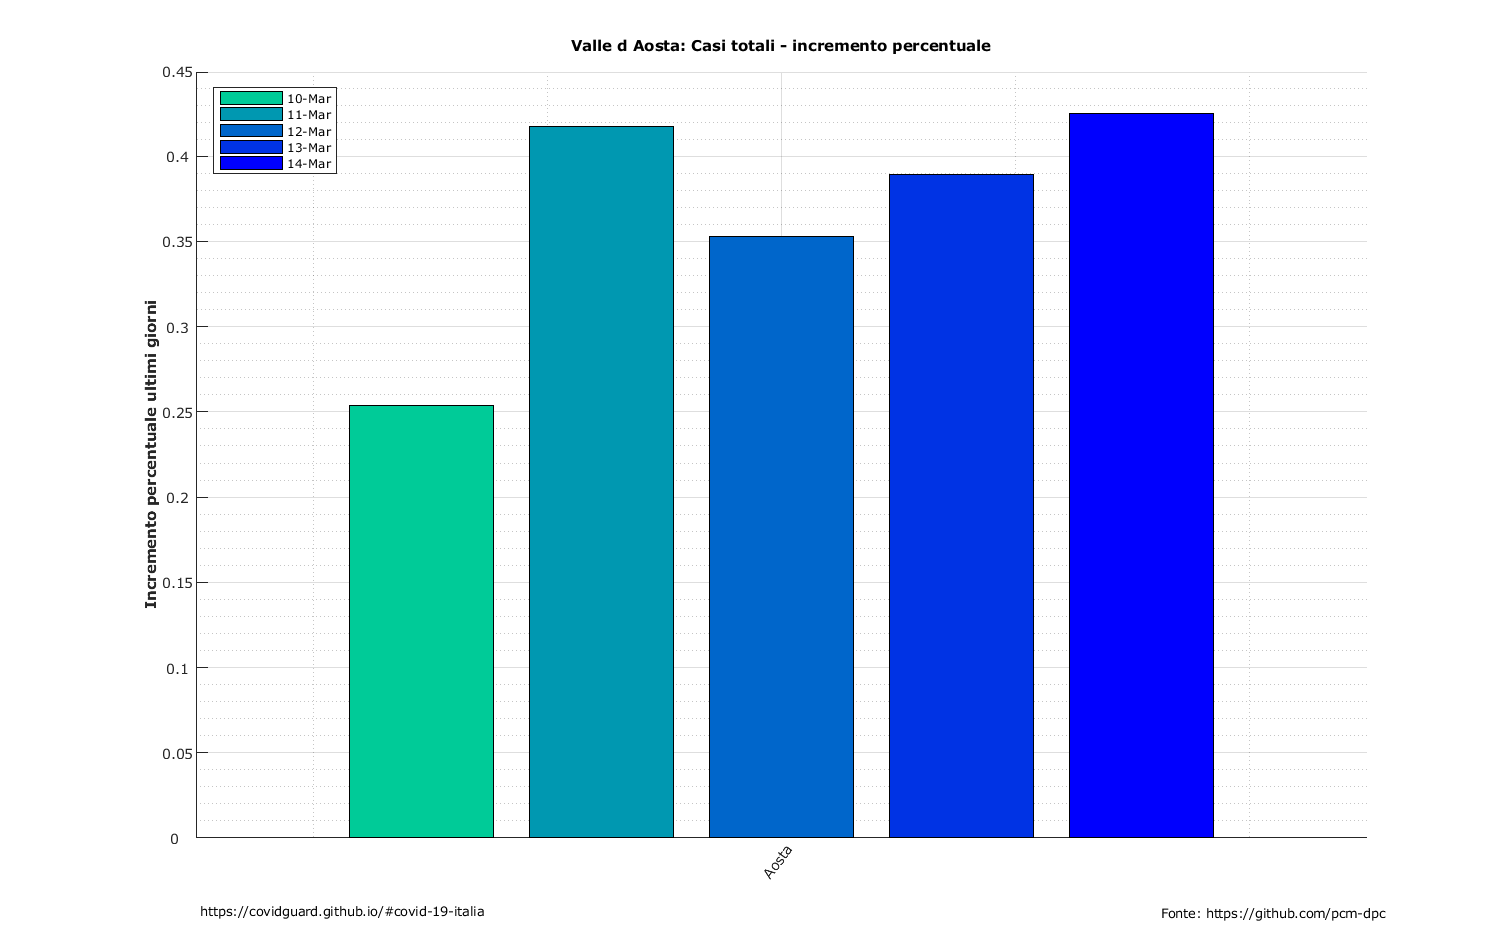 Valle d Aosta: Casi totali - incremento percentuale
0.45
0.4
0.35
0.3
0.25
0.2
0.15
0.1
0.05
0
Incremento percentuale ultimi giorni
10-Mar
11-Mar
12-Mar
13-Mar
14-Mar
Aosta
https://covidguard.github.io/#covid-19-italia
Fonte: https://github.com/pcm-dpc